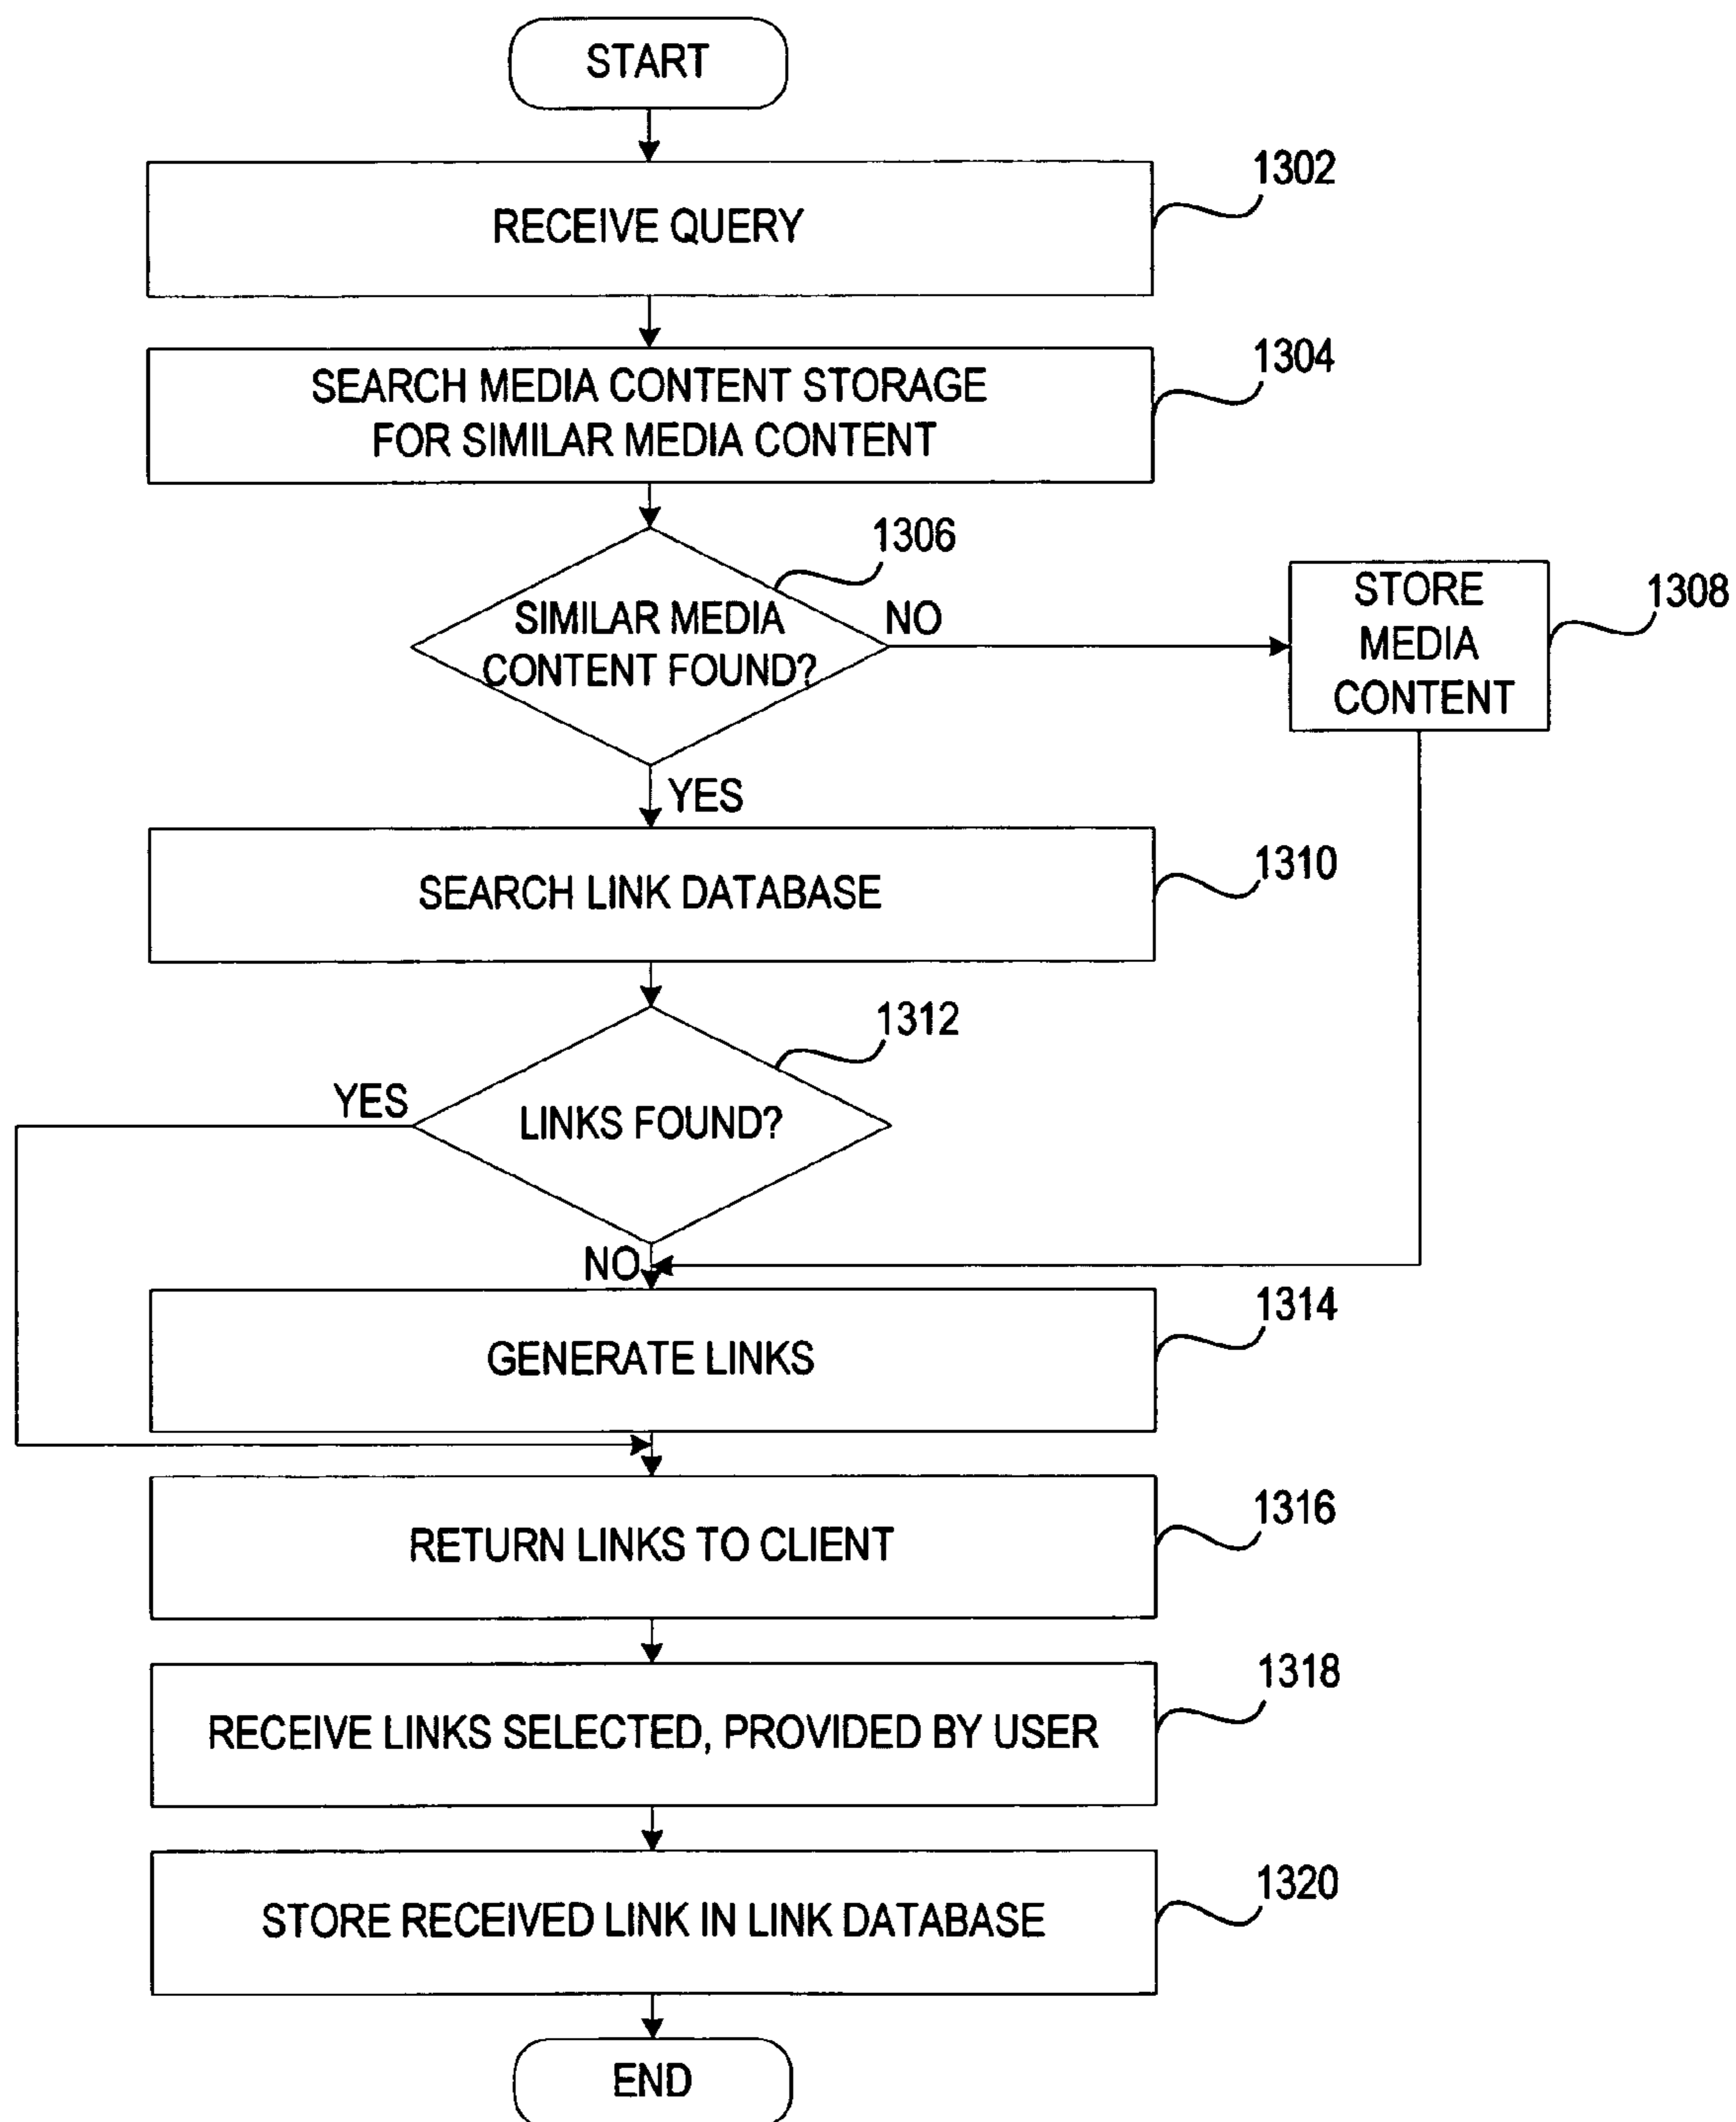 START
1302
RECEIVE QUERY
1304
SEARCH MEDIA CONTENT STORAGE
FOR SIMILAR MEDIA CONTENT
1306
SIMILAR MEDIA
CONTENT FOUND?
NO
STORE
MEDIA
CONTENT
1308
YES
1310
SEARCH LINK DATABASE
1312
YES
LINKS FOUND?
NO
1314
GENERATE LINKS
1316
RETURN LINKS TO CLIENT
1318
RECEIVE LINKS SELECTED, PROVIDED BY USER
1320
STORE RECEIVED LINK IN LINK DATABASE
END